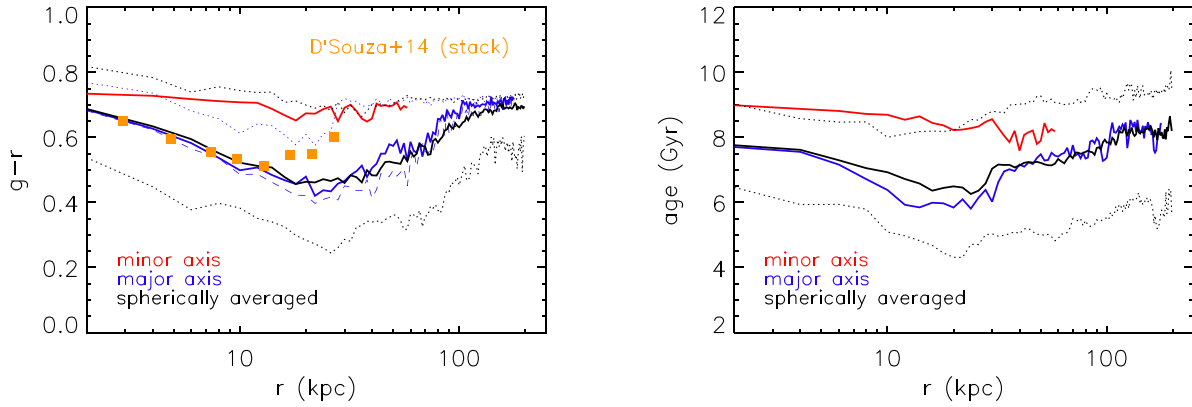 D'Souza+14 (stack)
g-r
1.0
0.8
0.6
0.4
0.2
0.0
minor axis
major axis
spherically averaged
10
100
r (kpc)
age (Gyr)
12
10
8
6
4
2
minor axis
major axis
spherically averaged
10
100
r (kpc)